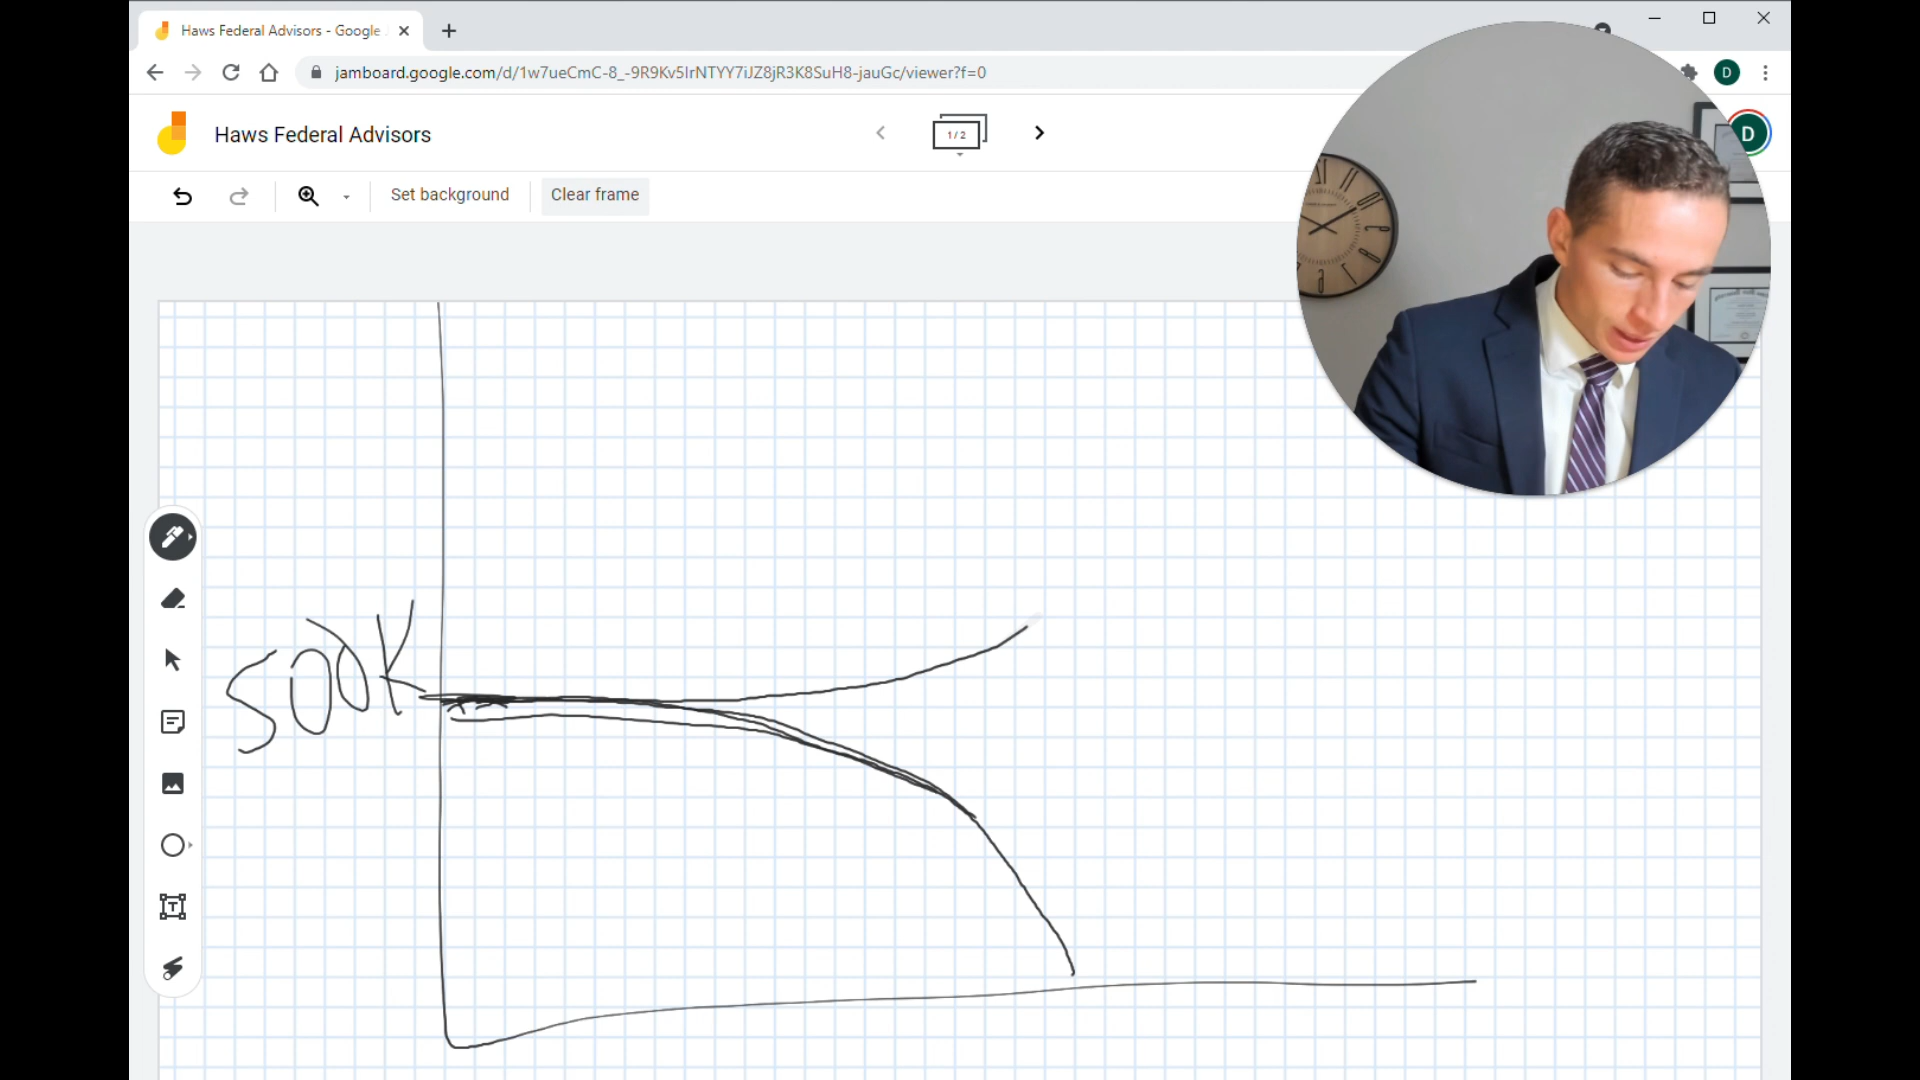 Haws Federal Advisors - Google
jamboard.google.com/d/1w7ueCmC-8_-9R9Kv5IrNTYY7iJZ8jR3K8SuH8-jauGc/viewer?f=0
D
Haws Federal Advisors
1 / 2
D
Set background
Clear frame
500K
T